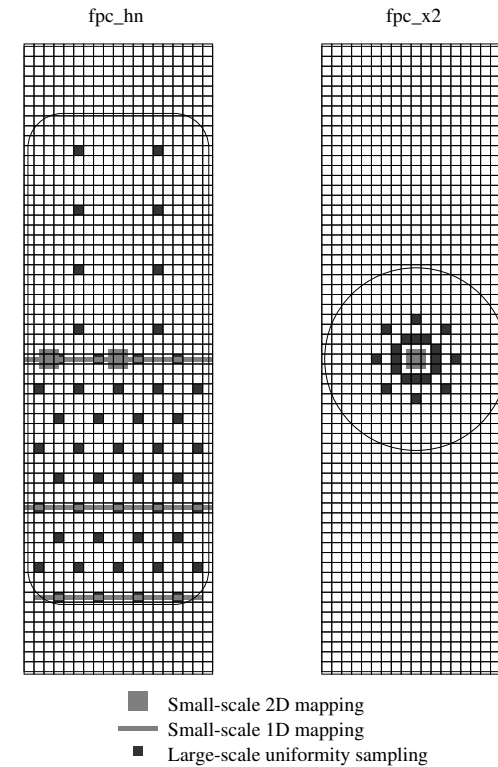 fpc_hn
fpc_x2
Small-scale 2D mapping
Small-scale 1D mapping
Large-scale uniformity sampling